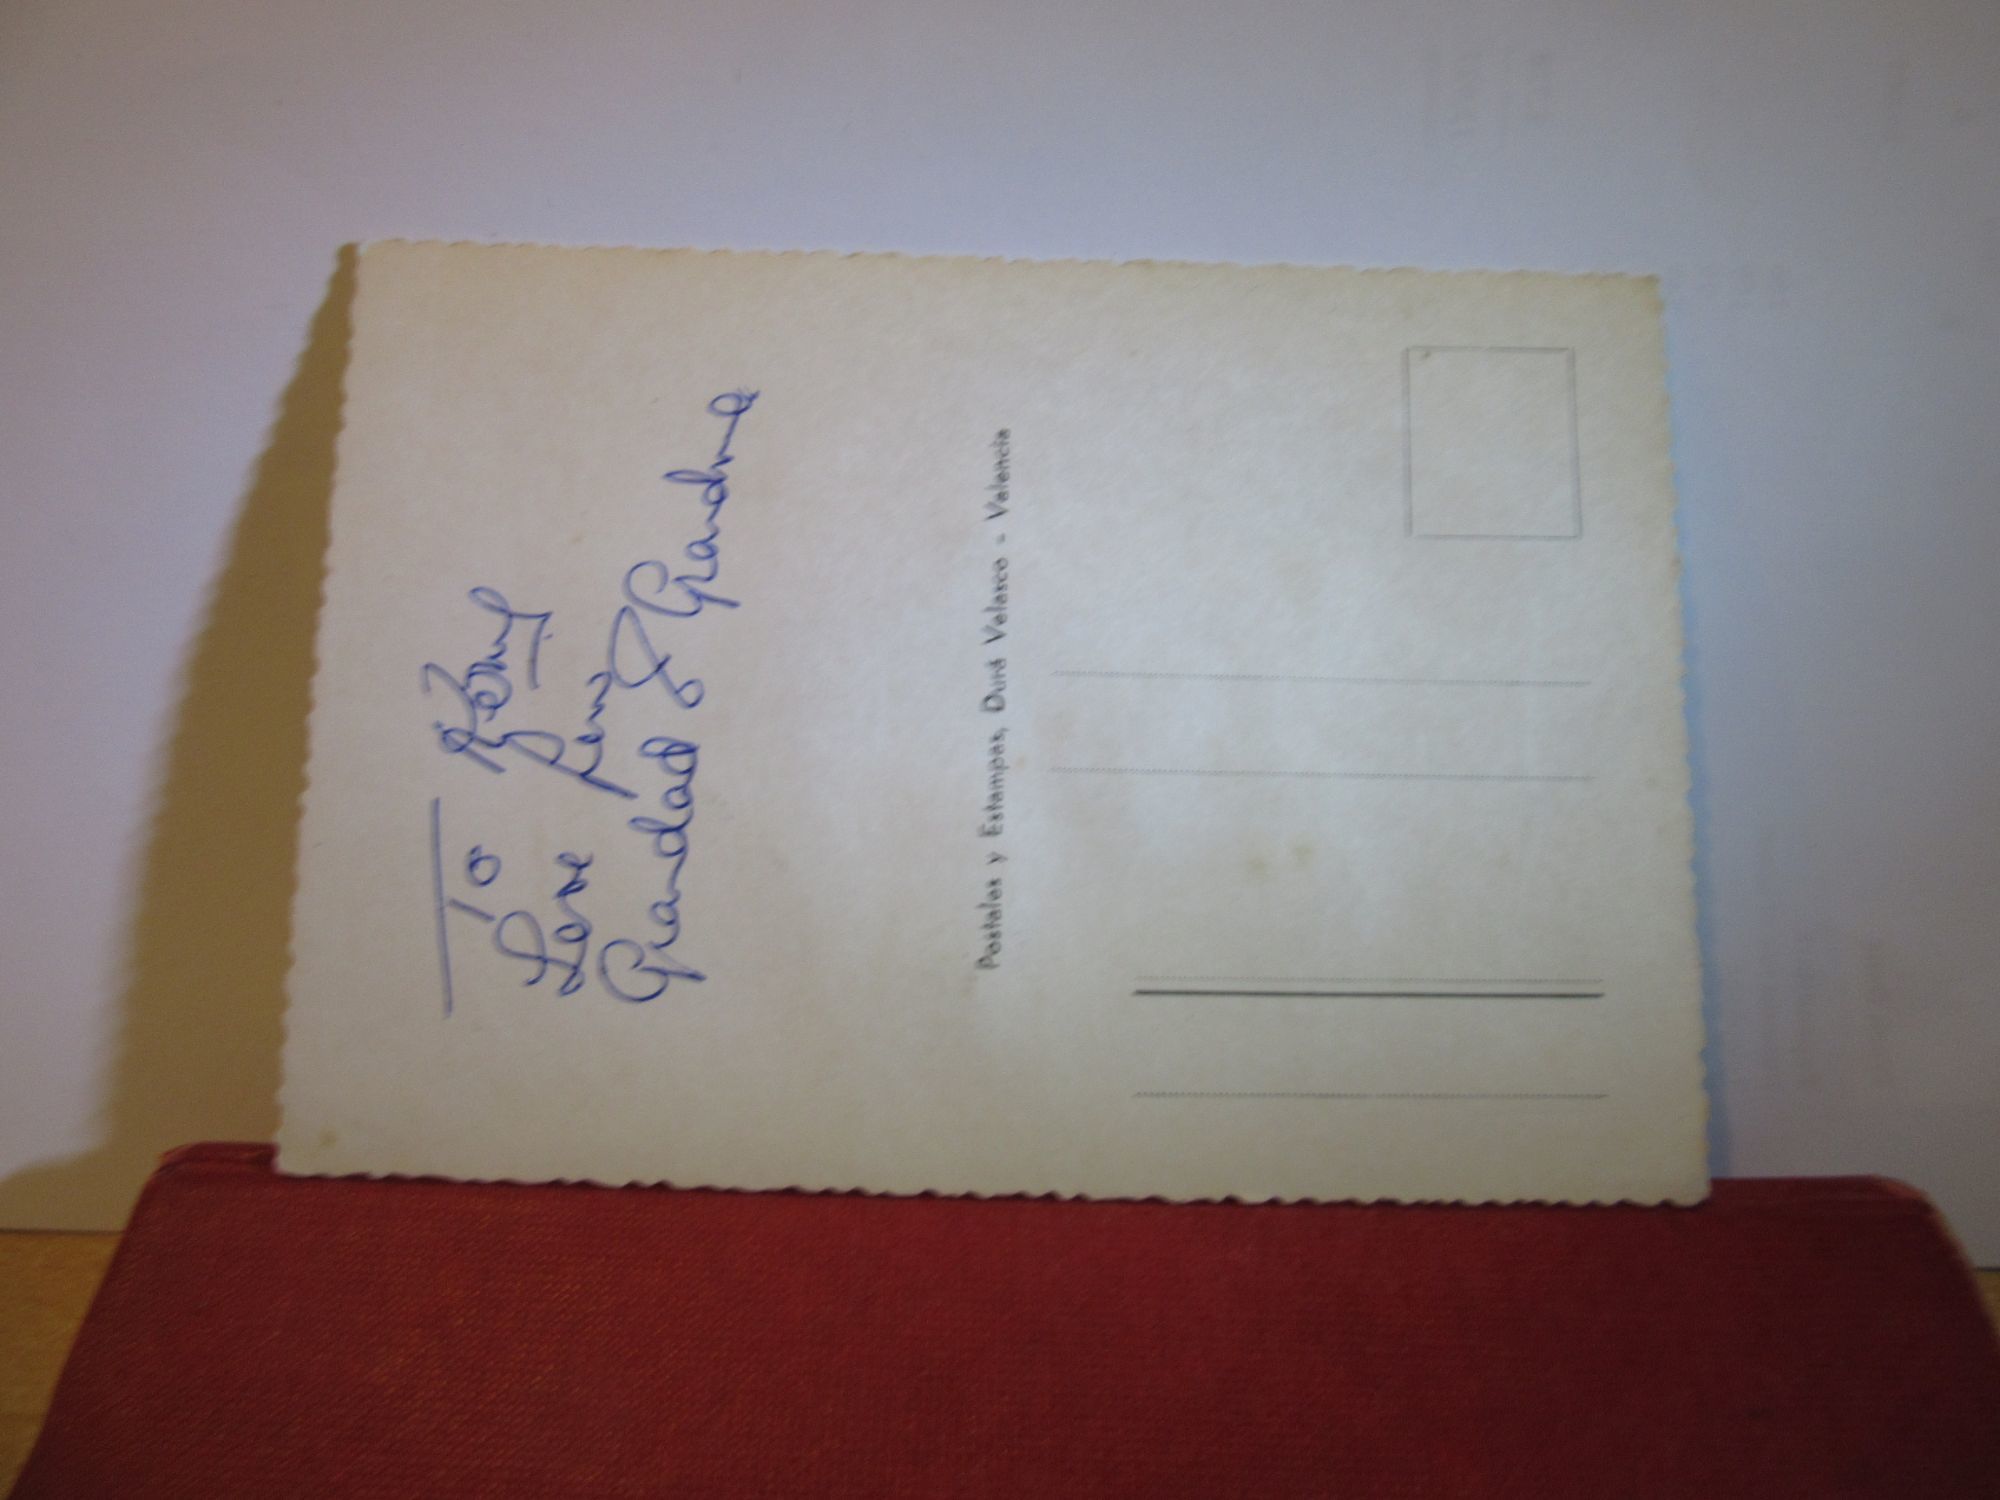 To
Love from
Grandad & Grandma
Postales y Estampas, Durá Velasco - Valencia